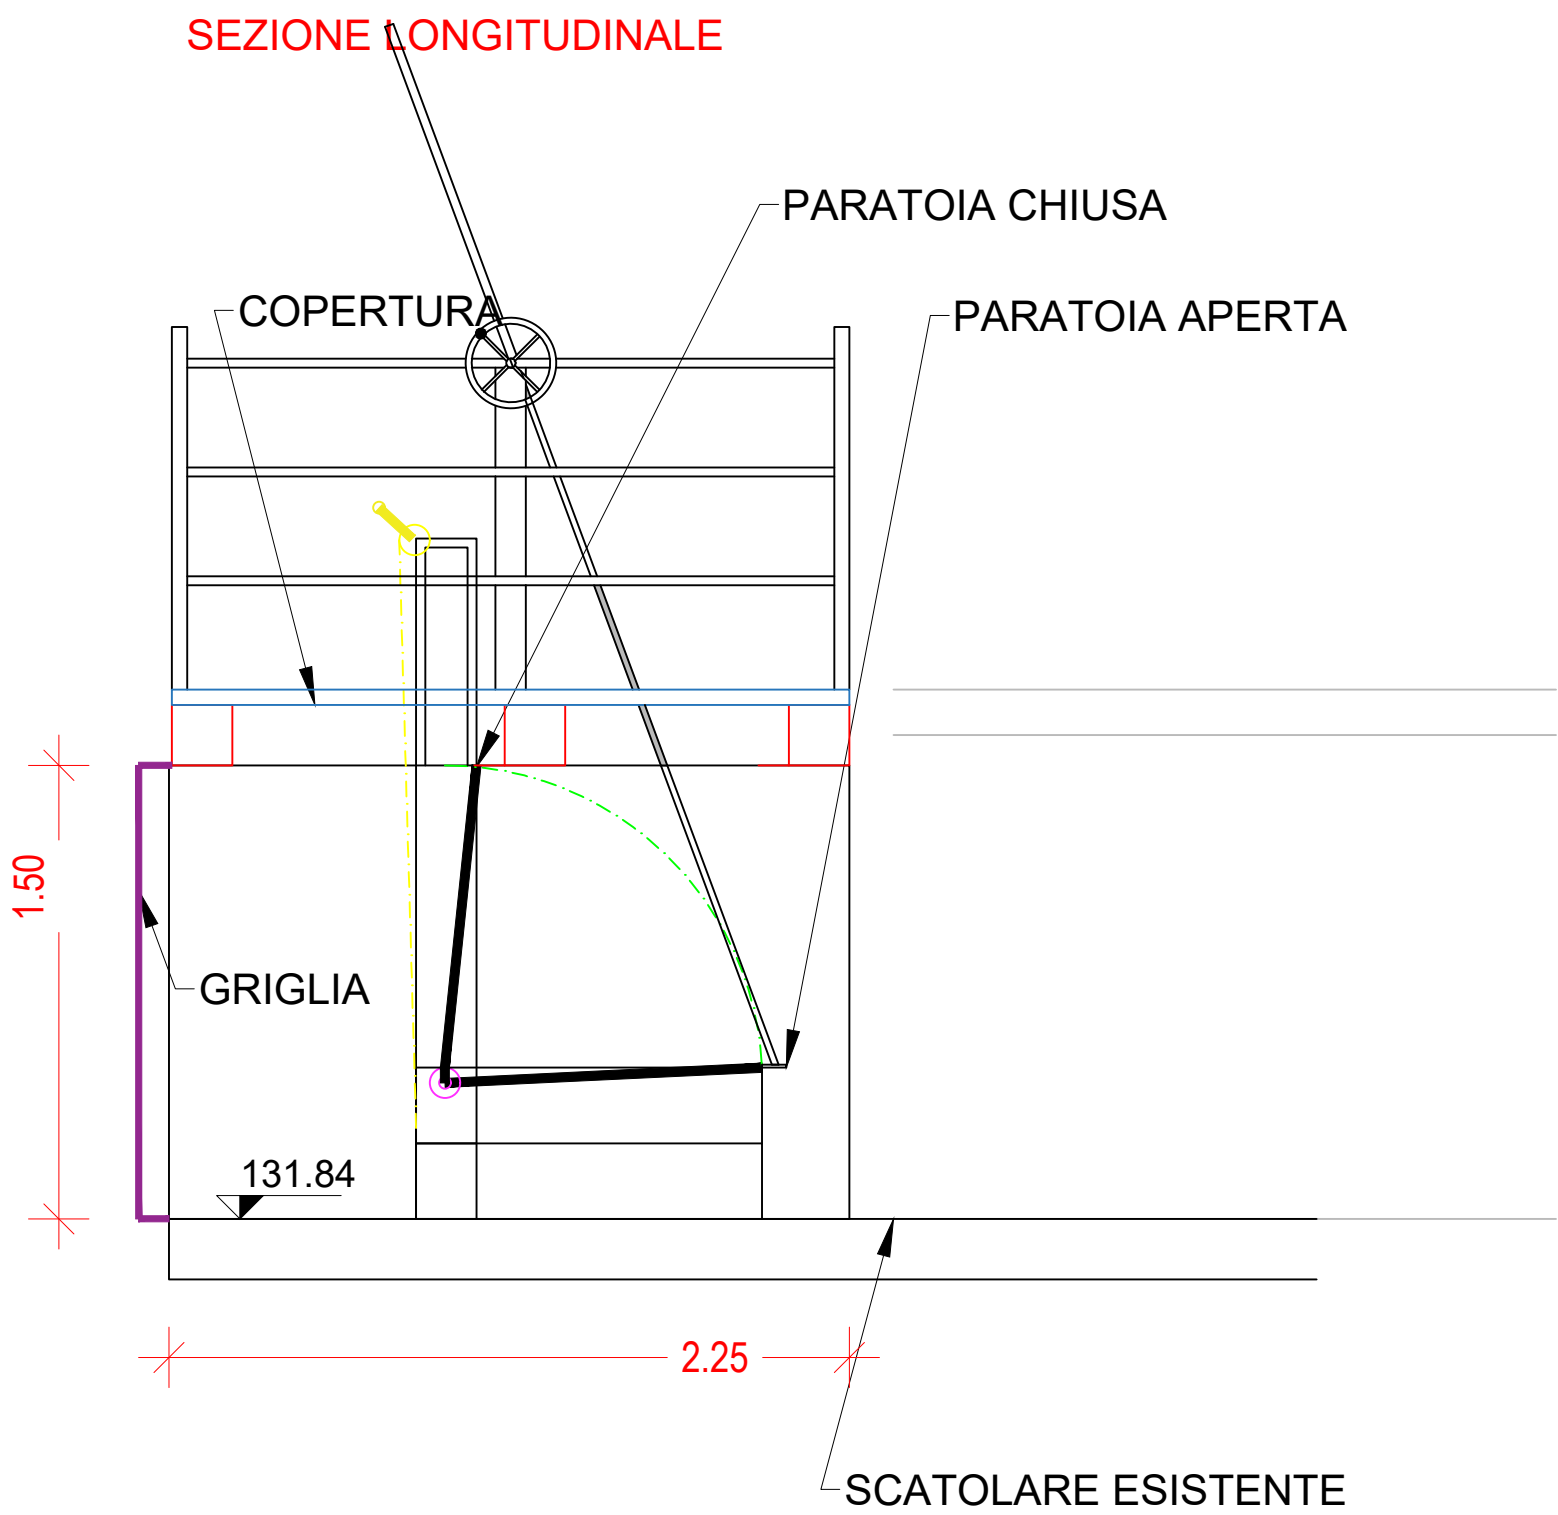 SEZIONE LONGITUDINALE
PARATOIA CHIUSA
COPERTURA
PARATOIA APERTA
1.50
GRIGLIA
131.84
2.25
SCATOLARE ESISTENTE